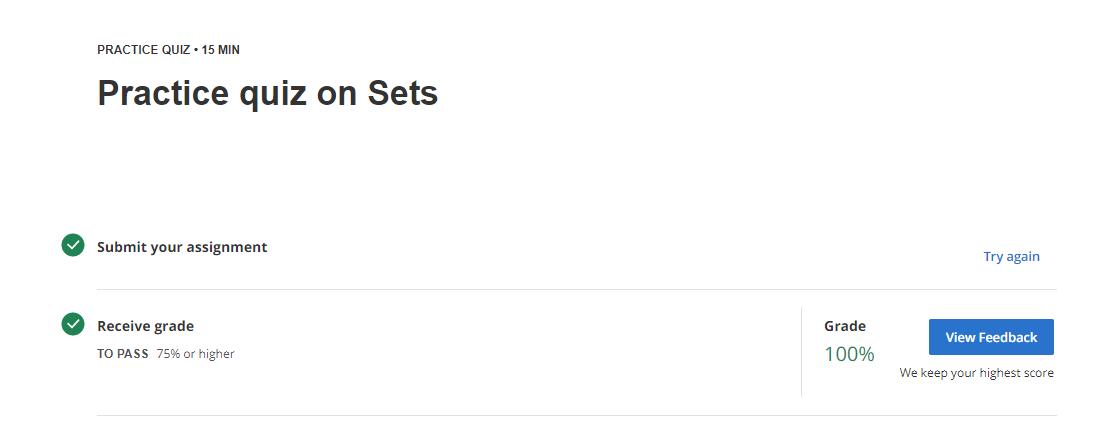 PRACTICE QUIZ • 15 MIN
Practice quiz on Sets
Submit your assignment
Try again
Receive grade
TO PASS 75% or higher
Grade
100%
View Feedback
We keep your highest score